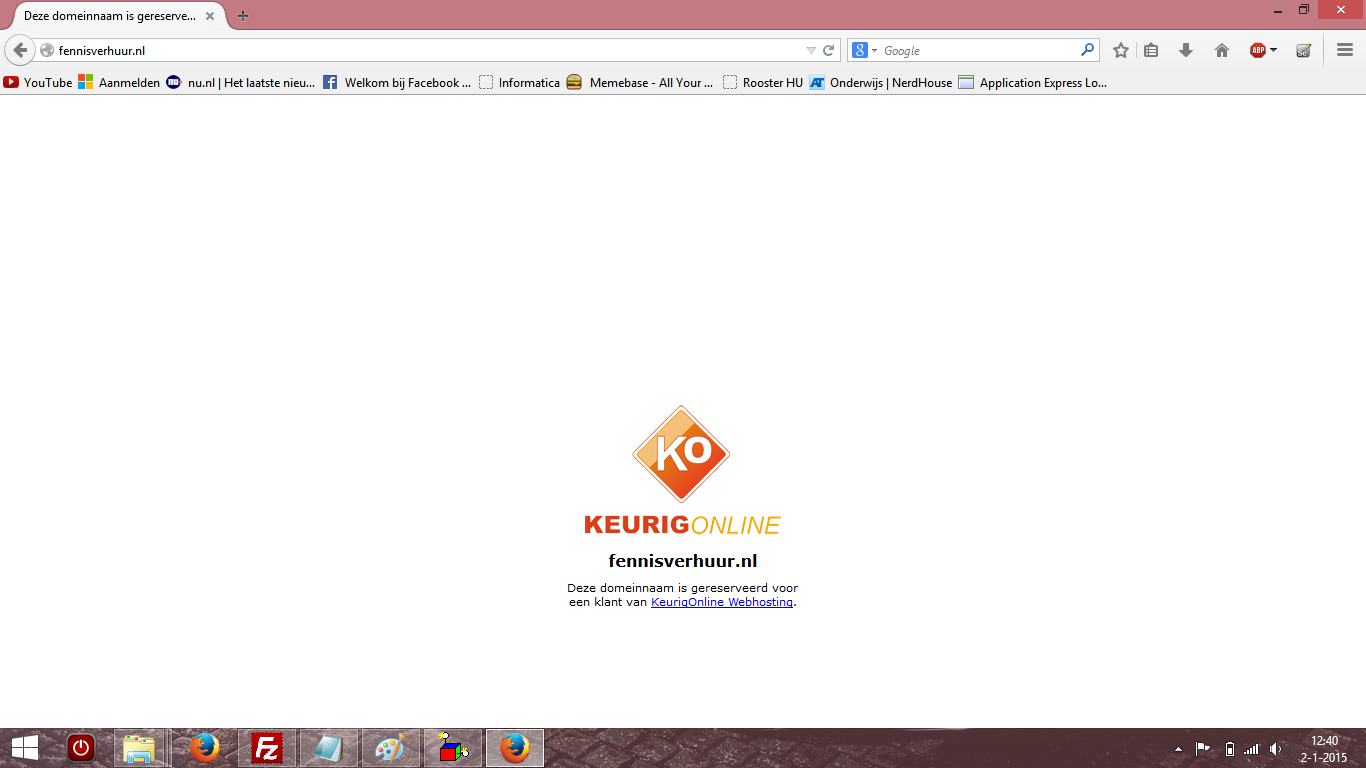 Deze domeinnaam is gereserve...
fennisverhuur.nl
Google
ABP
YouTube
Aanmelden
nu.nl | Het laatste nieu...
Welkom bij Facebook ...
Informatica
Memebase - All Your ...
Rooster HU
Onderwijs | NerdHouse
Application Express Lo...
KO
KEURIGONLINE
fennisverhuur.nl
Deze domeinnaam is gereserveerd voor
een klant van KeurigOnline Webhosting.
12:40
2-1-2015